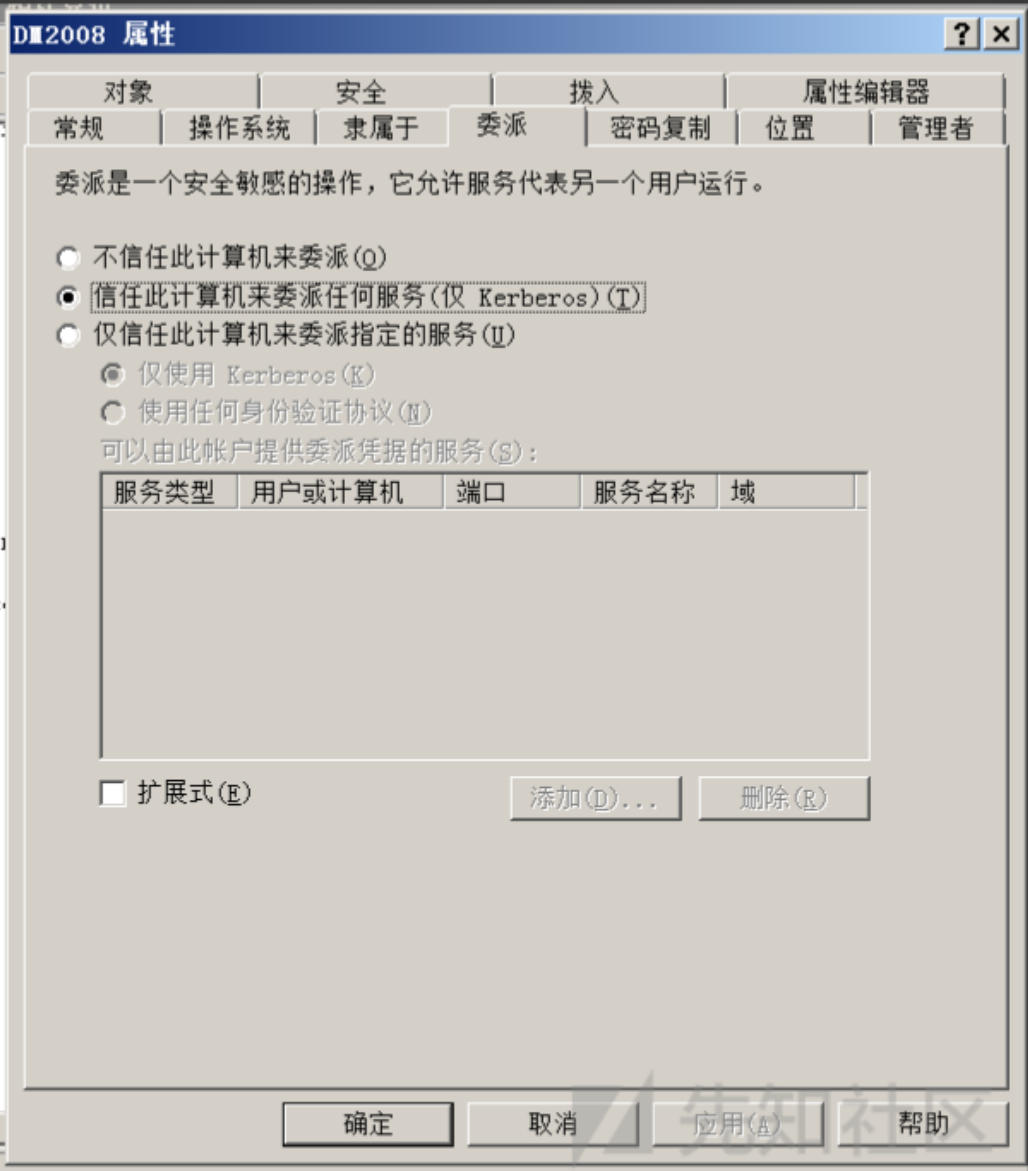 DM2008 属性
对象 安全 拨入 属性编辑器
常规 操作系统 隶属于 委派 密码复制 位置 管理者
委派是一个安全敏感的操作，它允许服务代表另一个用户运行。
不信任此计算机来委派(O)
信任此计算机来委派任何服务(仅 Kerberos)(T)
仅信任此计算机来委派指定的服务(U)
仅使用 Kerberos(K)
使用任何身份验证协议(N)
可以由此帐户提供委派凭据的服务(S):
服务类型 用户或计算机 端口 服务名称 域
扩展式(E) 添加(D)... 删除(R)
确定 取消 应用(A) 帮助
先知社区